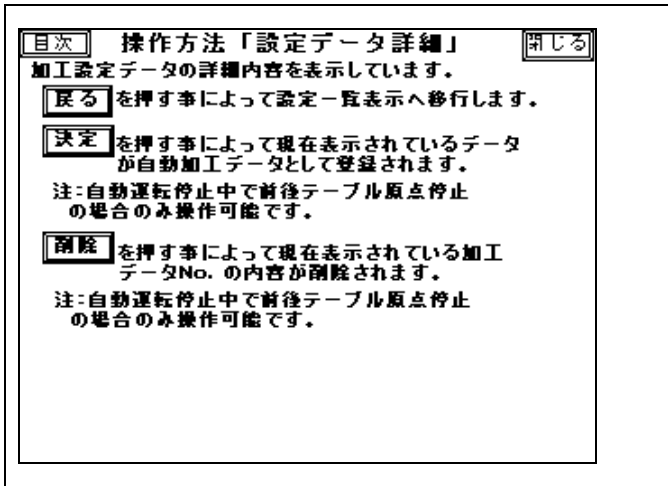 目次 操作方法「設定データ詳細」 閉じる
加工設定データの詳細内容を表示しています。
戻る を押す事によって設定一覧表示へ移行します。
決定 を押す事によって現在表示されているデータ
が自動加工データとして登録されます。
注:自動運転停止中で前後テーブル原点停止
の場合のみ操作可能です。
削除 を押す事によって現在表示されている加工
データNo. の内容が削除されます。
注:自動運転停止中で前後テーブル原点停止
の場合のみ操作可能です。